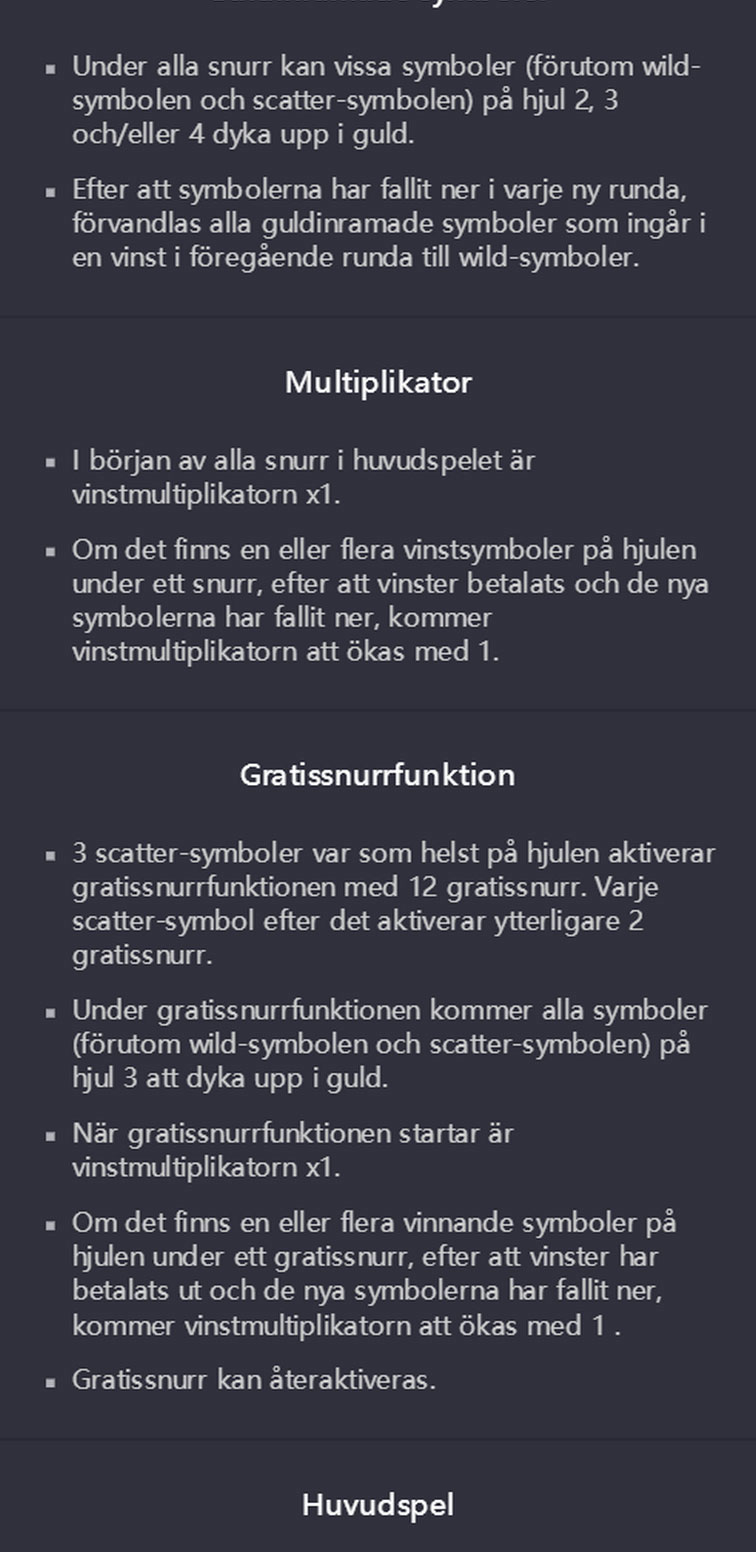 Under alla snurr kan vissa symboler (förutom wild-
symbolen och scatter-symbolen) på hjul 2, 3
och/eller 4 dyka upp i guld.
Efter att symbolerna har fallit ner i varje ny runda,
förvandlas alla guldinramade symboler som ingår i
en vinst i föregående runda till wild-symboler.
Multiplikator
I början av alla snurr i huvudspelet är
vinstmultiplikatorn x1.
Om det finns en eller flera vinstsymboler på hjulen
under ett snurr, efter att vinster betalats och de nya
symbolerna har fallit ner, kommer
vinstmultiplikatorn att ökas med 1.
Gratissnurrfunktion
3 scatter-symboler var som helst på hjulen aktiverar
gratissnurrfunktionen med 12 gratissnurr. Varje
scatter-symbol efter det aktiverar ytterligare 2
gratissnurr.
Under gratissnurrfunktionen kommer alla symboler
(förutom wild-symbolen och scatter-symbolen) på
hjul 3 att dyka upp i guld.
När gratissnurrfunktionen startar är
vinstmultiplikatorn x1.
Om det finns en eller flera vinnande symboler på
hjulen under ett gratissnurr, efter att vinster har
betalats ut och de nya symbolerna har fallit ner,
kommer vinstmultiplikatorn att ökas med 1 .
Gratissnurr kan återaktiveras.
Huvudspel